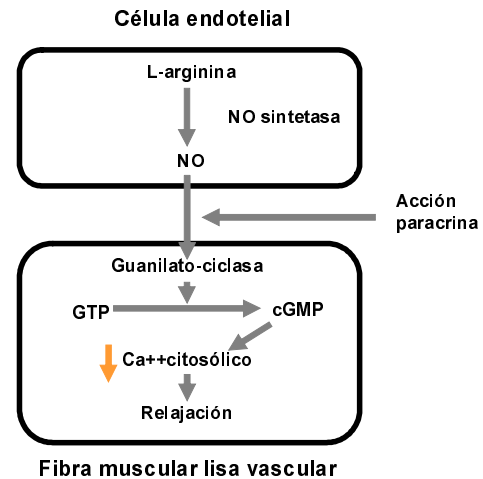 Célula endotelial
L-arginina
NO sintetasa
NO
Acción
paracrina
Guanilato-ciclasa
GTP
cGMP
Ca++citosólico
Relajación
Fibra muscular lisa vascular